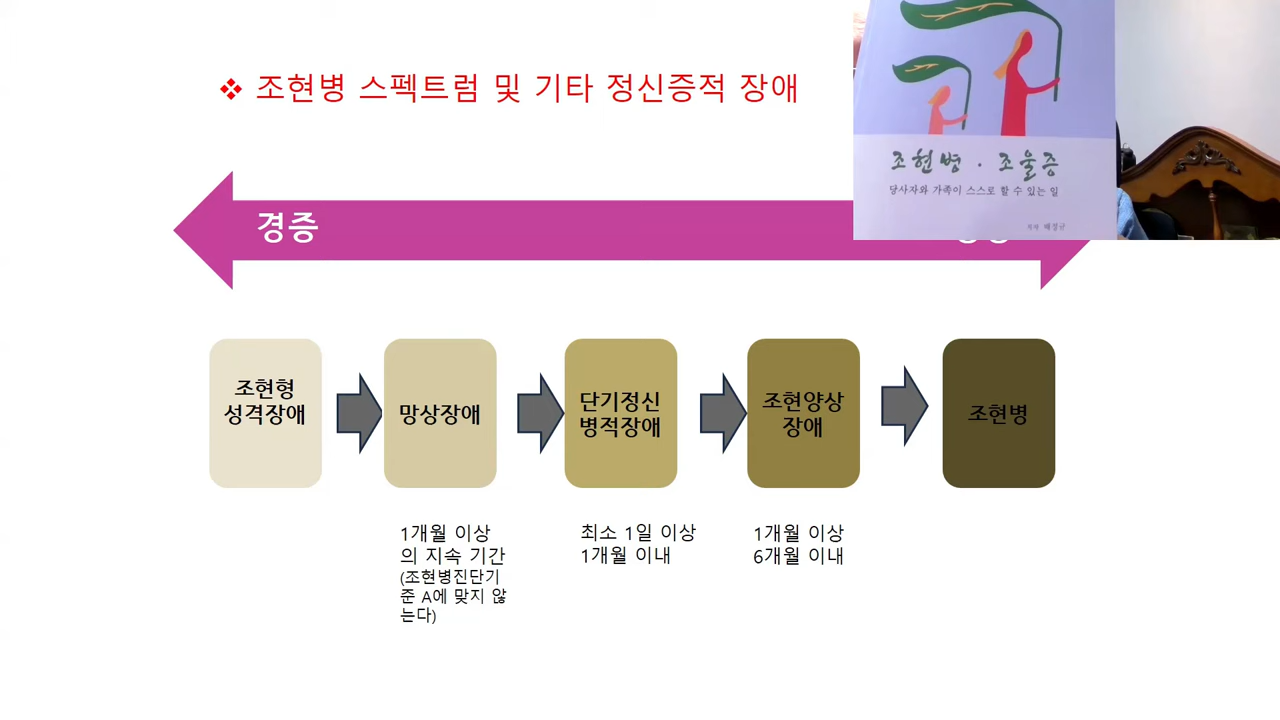 ❖ 조현병 스펙트럼 및 기타 정신증적 장애
조현병 · 조울증
당사자와 가족이 스스로 할 수 있는 일
배정규
경증
조현형
성격장애
망상장애
단기정신
병적장애
조현양상
장애
조현병
1개월 이상
의 지속 기간
(조현병진단기
준 A에 맞지 않
는다)
최소 1일 이상
1개월 이내
1개월 이상
6개월 이내